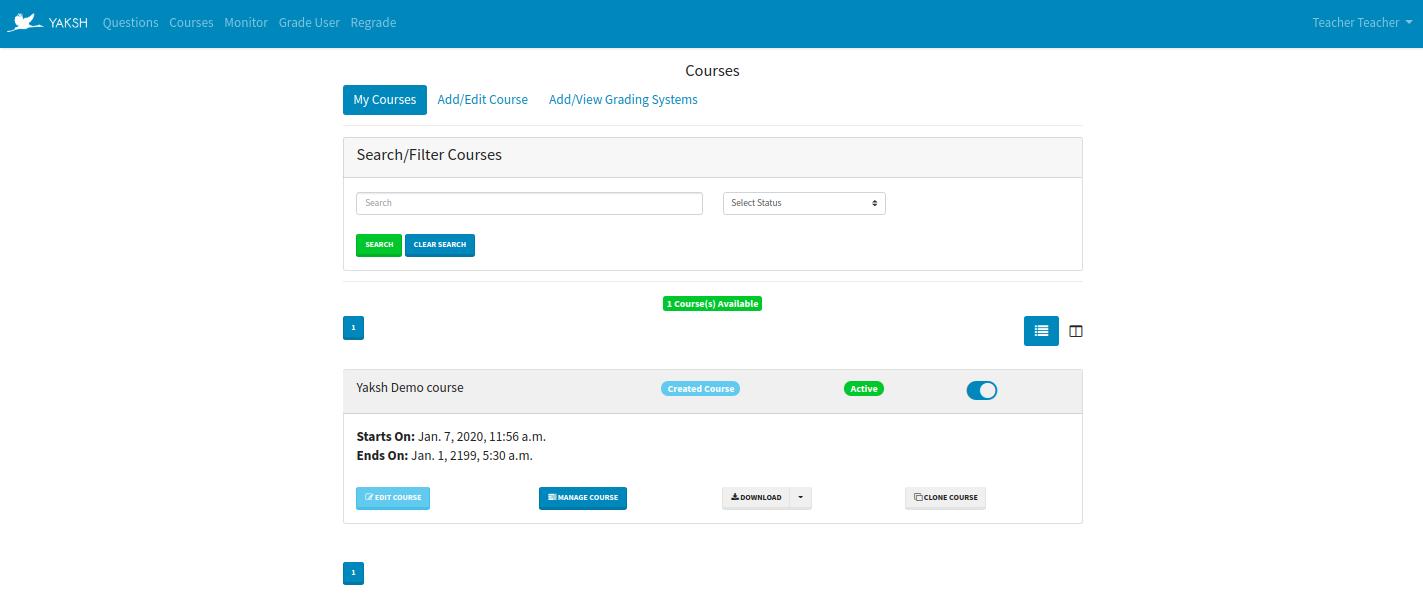 YAKSH Questions Courses Monitor Grade User Regrade Teacher Teacher
Courses
My Courses Add/Edit Course Add/View Grading Systems
Search/Filter Courses
Search Select Status
SEARCH CLEAR SEARCH
1 Course(s) Available
1
Yaksh Demo course Created Course Active
Starts On: Jan. 7, 2020, 11:56 a.m.
Ends On: Jan. 1, 2199, 5:30 a.m.
EDIT COURSE MANAGE COURSE DOWNLOAD CLONE COURSE
1